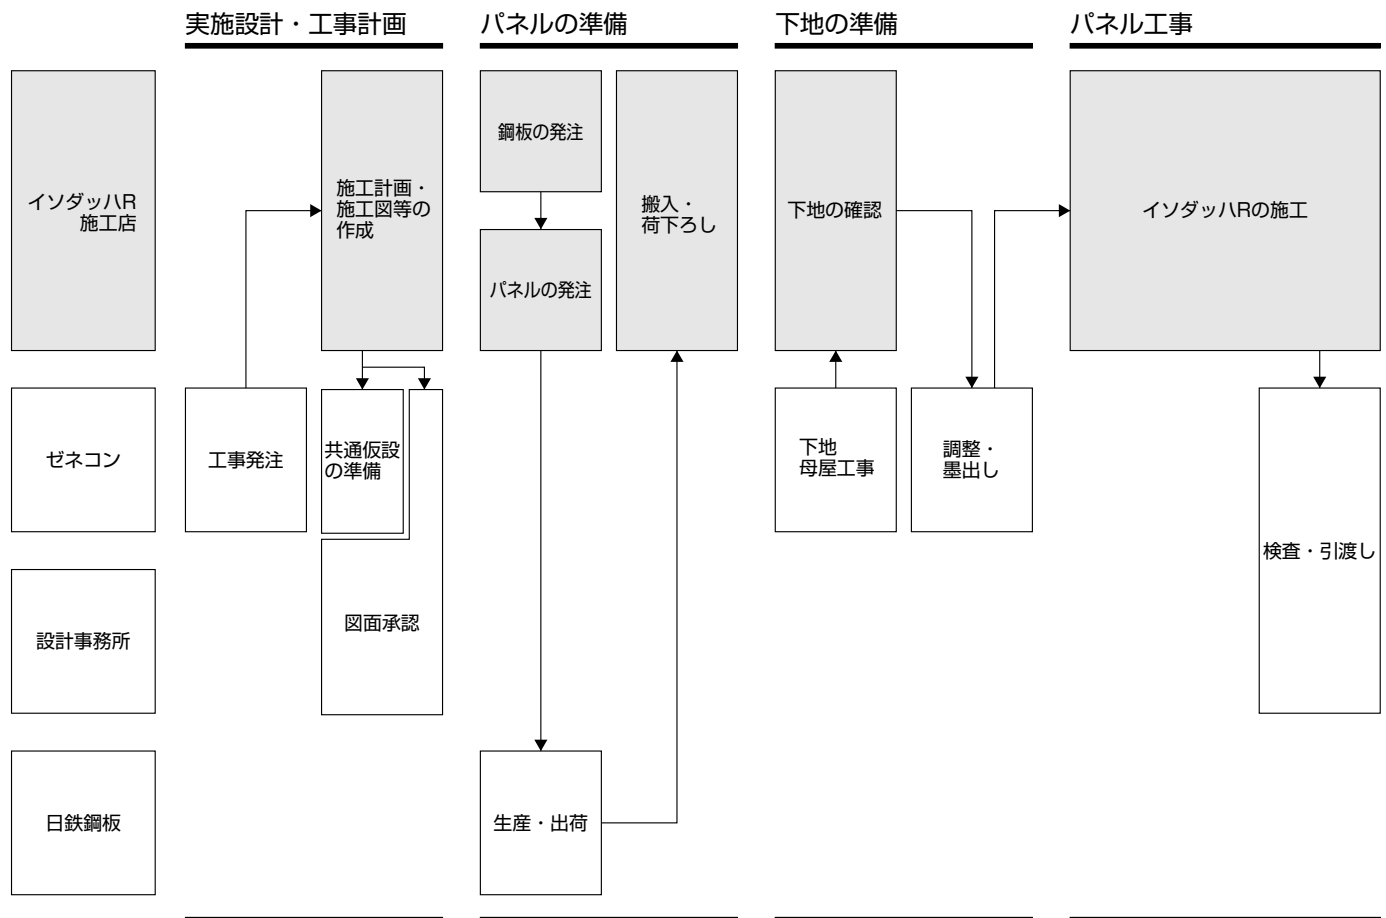 実施設計・工事計画
パネルの準備
下地の準備
パネル工事
イソダッハR
施工店
施工計画・
施工図等の
作成
鋼板の発注
パネルの発注
搬入・
荷下ろし
下地の確認
イソダッハRの施工
ゼネコン
工事発注
共通仮設
の準備
下地
母屋工事
調整・
墨出し
検査・引渡し
設計事務所
図面承認
日鉄鋼板
生産・出荷